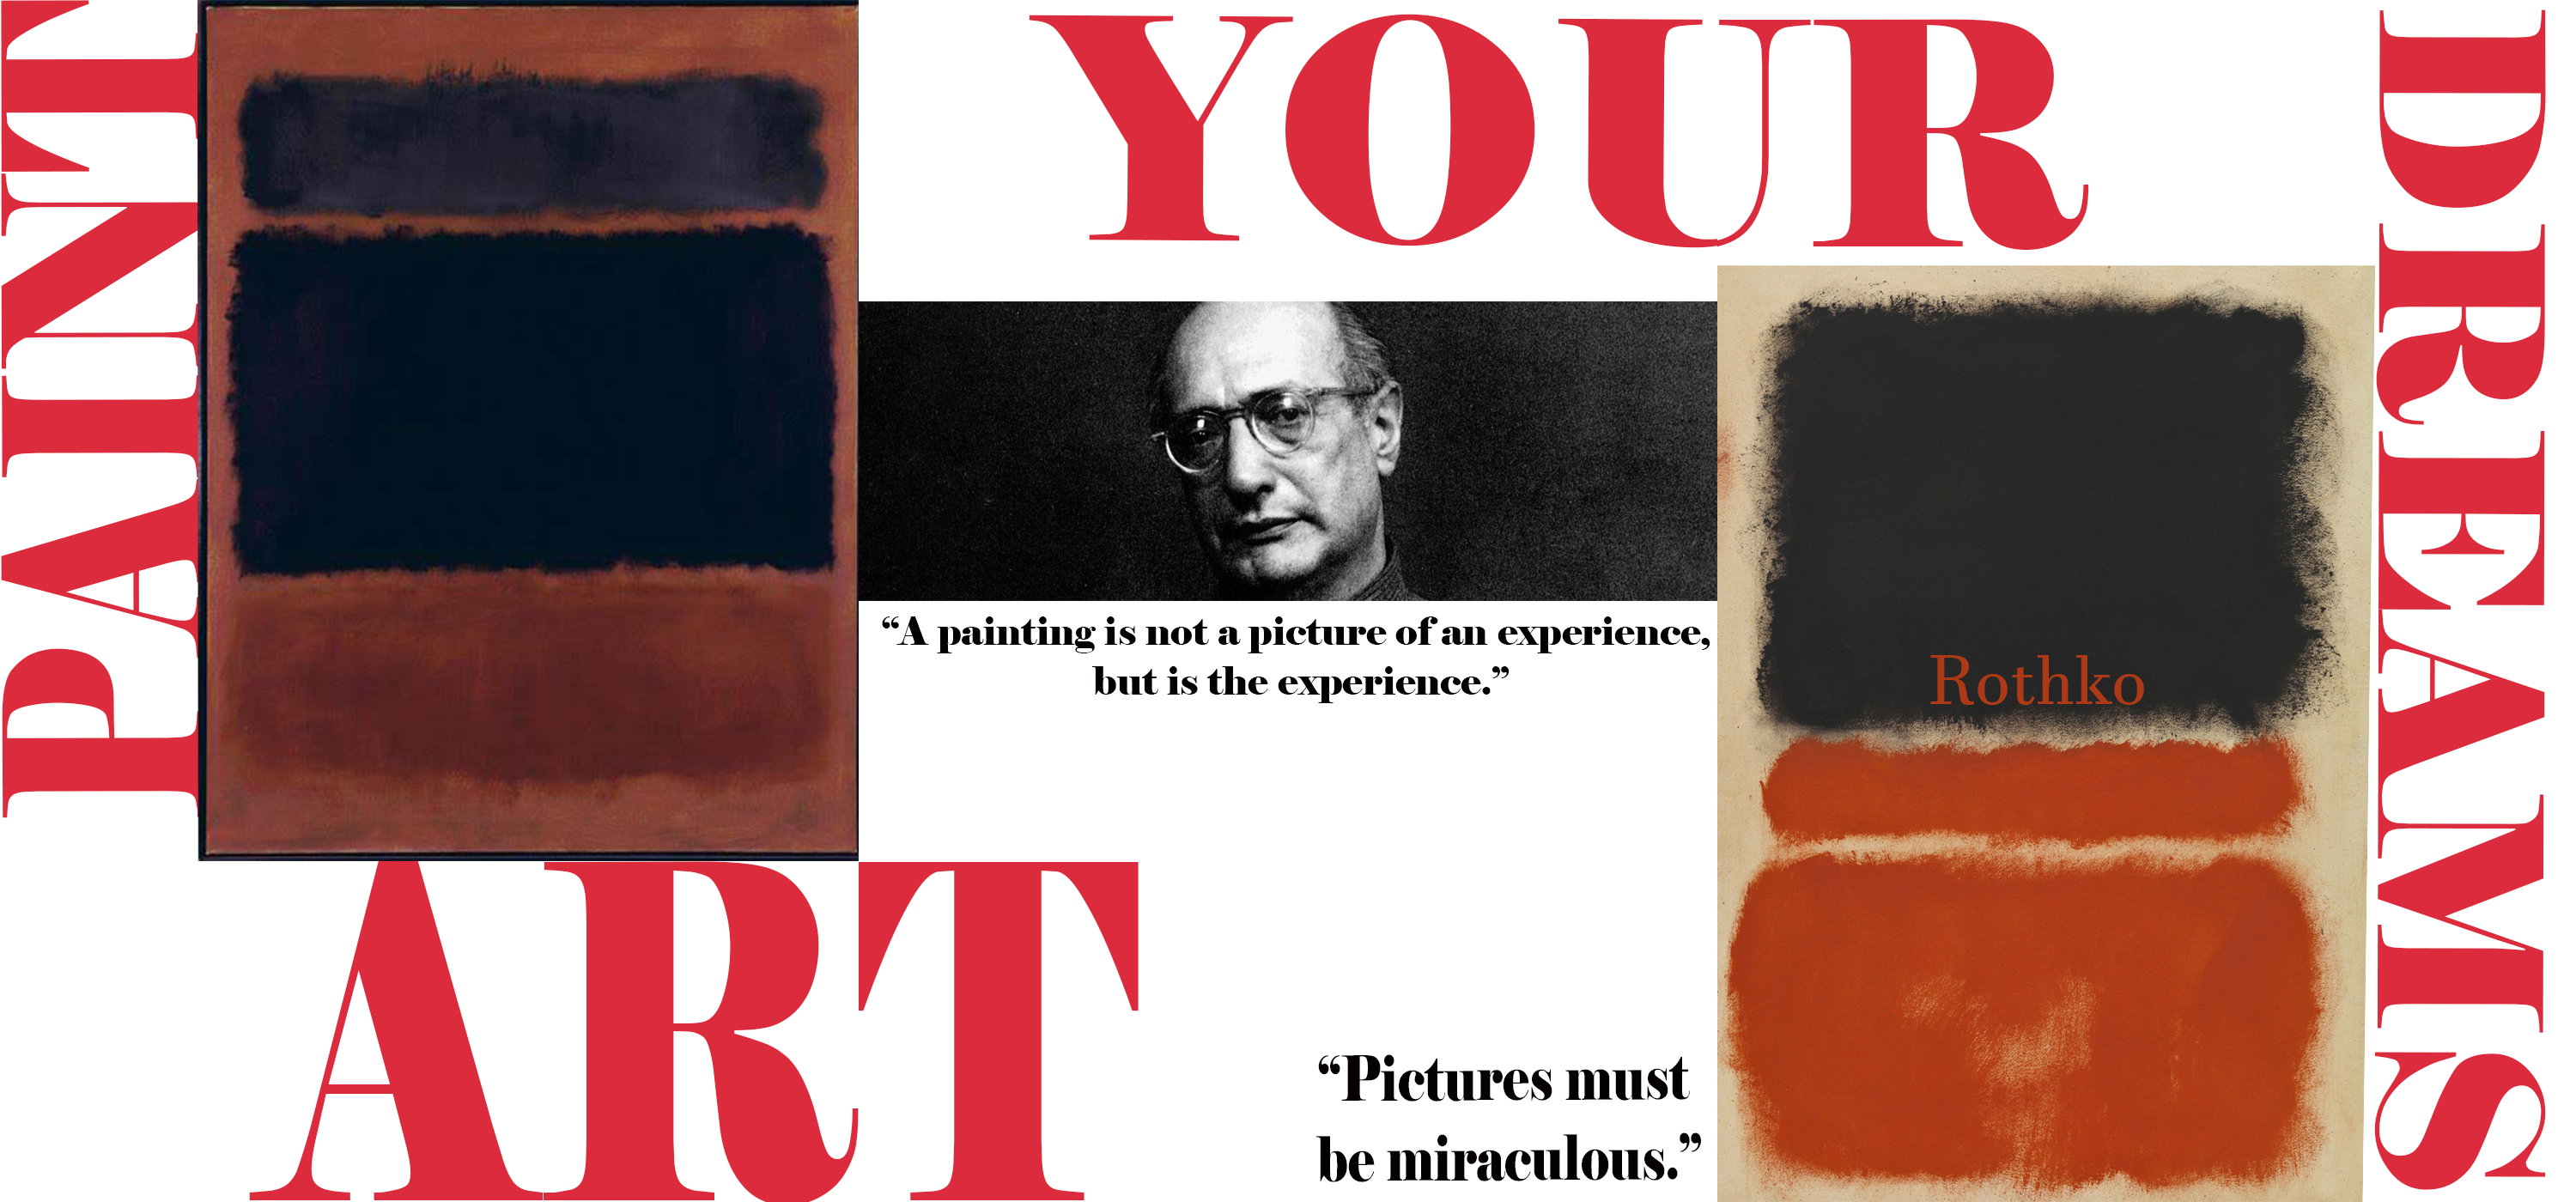 PAINT
YOUR
DREAMS
“A painting is not a picture of an experience,
but is the experience.”
Rothko
ART
“Pictures must
be miraculous.”